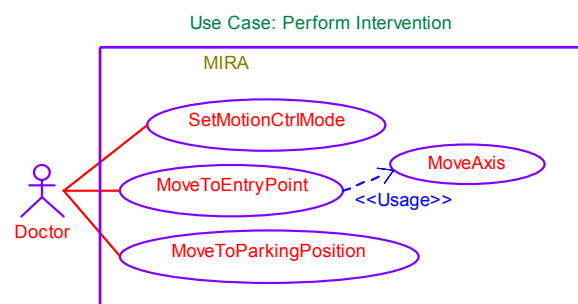 Use Case: Perform Intervention
MIRA
SetMotionCtrlMode
MoveAxis
MoveToEntryPoint
<<Usage>>
Doctor
MoveToParkingPosition